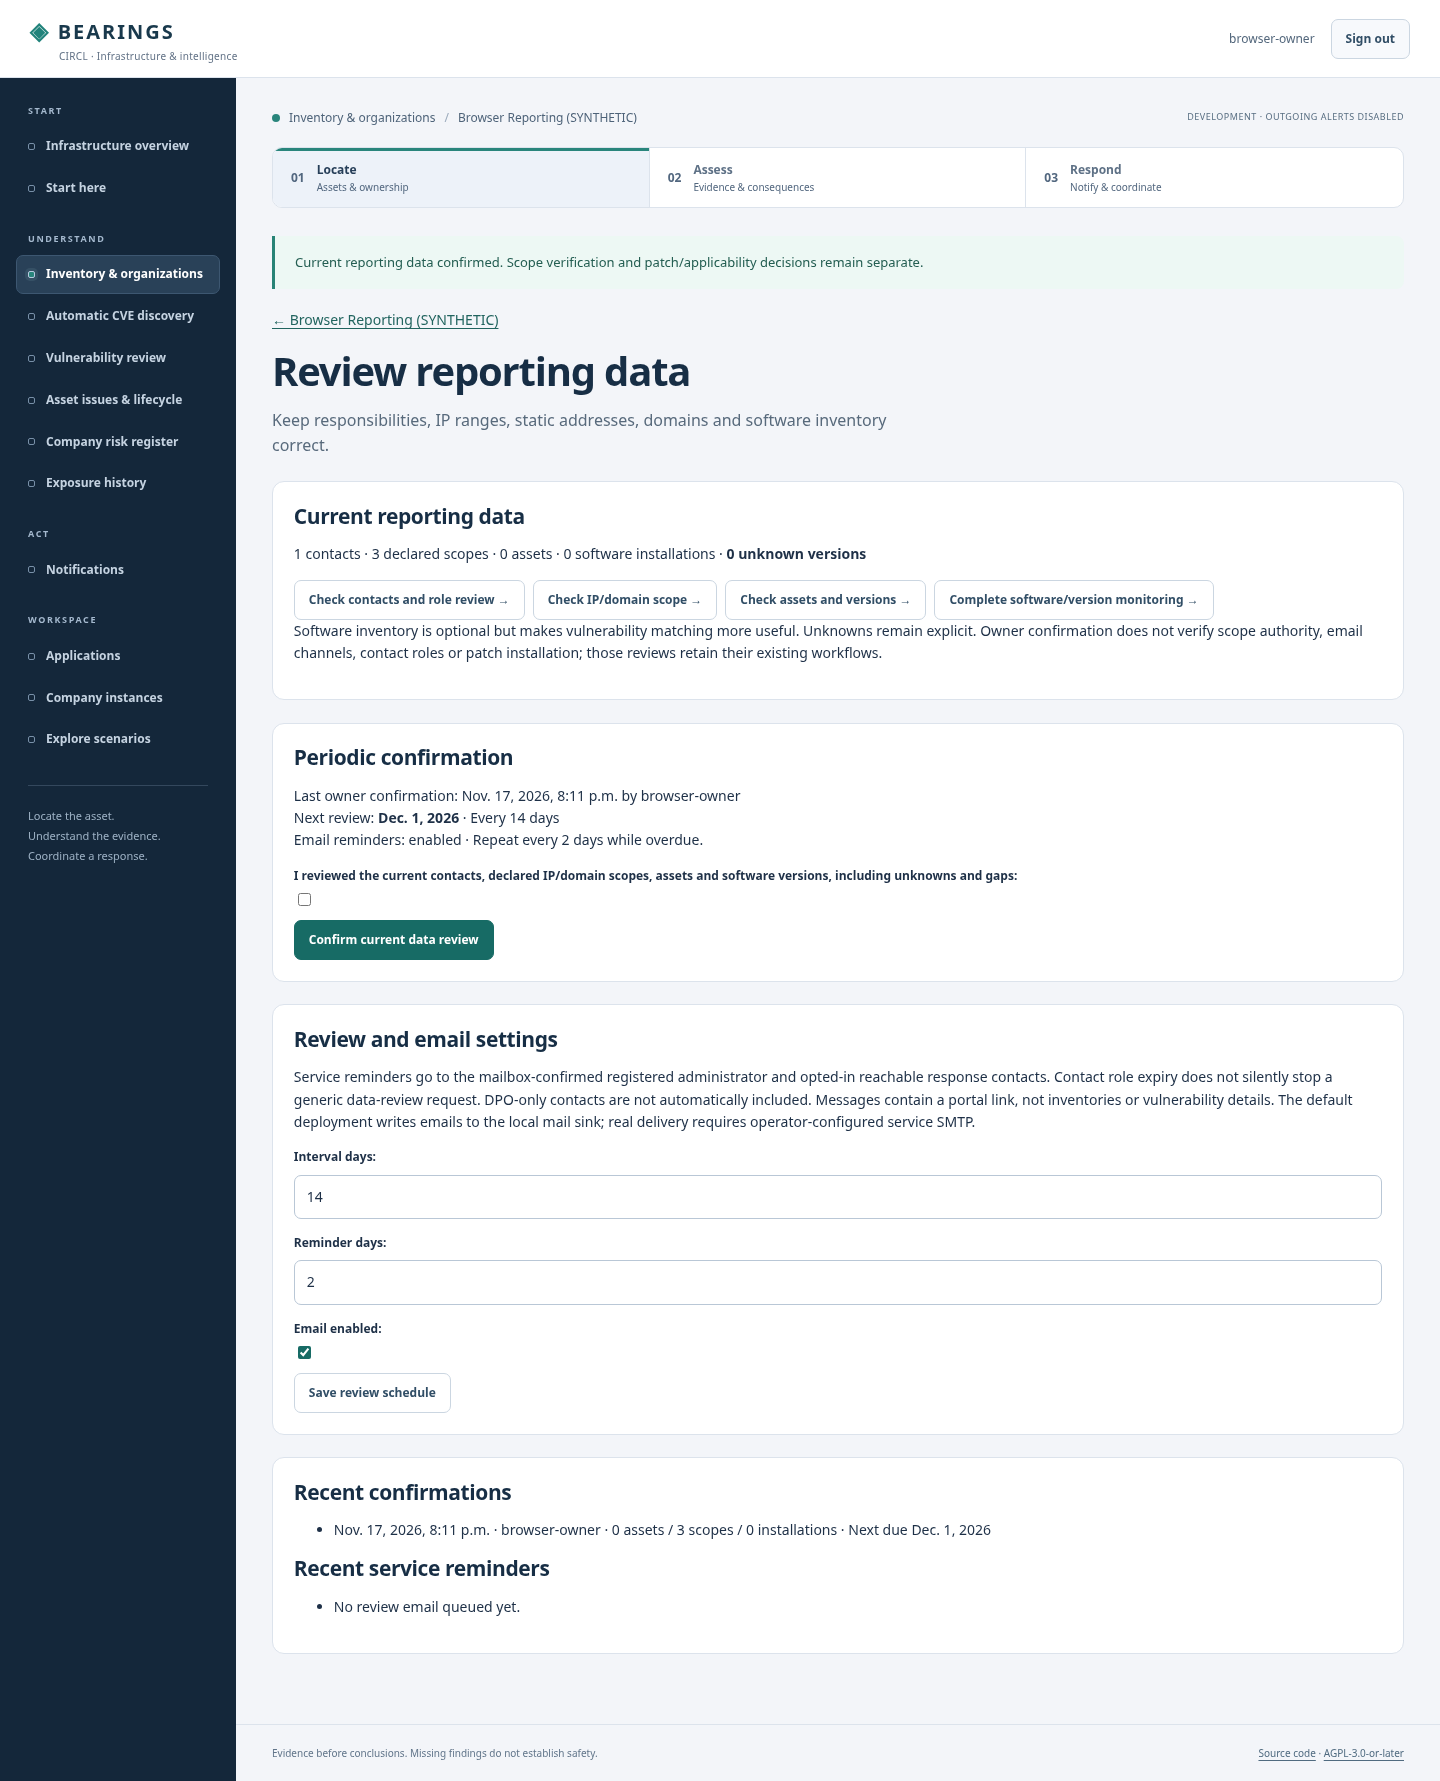 BEARINGS
CIRCL · Infrastructure & intelligence
browser-owner
Sign out
START
Infrastructure overview
Start here
UNDERSTAND
Inventory & organizations
Automatic CVE discovery
Vulnerability review
Asset issues & lifecycle
Company risk register
Exposure history
ACT
Notifications
WORKSPACE
Applications
Company instances
Explore scenarios
Locate the asset.
Understand the evidence.
Coordinate a response.
Inventory & organizations / Browser Reporting (SYNTHETIC)
DEVELOPMENT · OUTGOING ALERTS DISABLED
01 Locate
Assets & ownership
02 Assess
Evidence & consequences
03 Respond
Notify & coordinate
Current reporting data confirmed. Scope verification and patch/applicability decisions remain separate.
← Browser Reporting (SYNTHETIC)
Review reporting data
Keep responsibilities, IP ranges, static addresses, domains and software inventory
correct.
Current reporting data
1 contacts · 3 declared scopes · 0 assets · 0 software installations · 0 unknown versions
Check contacts and role review →
Check IP/domain scope →
Check assets and versions →
Complete software/version monitoring →
Software inventory is optional but makes vulnerability matching more useful. Unknowns remain explicit. Owner confirmation does not verify scope authority, email
channels, contact roles or patch installation; those reviews retain their existing workflows.
Periodic confirmation
Last owner confirmation: Nov. 17, 2026, 8:11 p.m. by browser-owner
Next review: Dec. 1, 2026 · Every 14 days
Email reminders: enabled · Repeat every 2 days while overdue.
I reviewed the current contacts, declared IP/domain scopes, assets and software versions, including unknowns and gaps:
Confirm current data review
Review and email settings
Service reminders go to the mailbox-confirmed registered administrator and opted-in reachable response contacts. Contact role expiry does not silently stop a
generic data-review request. DPO-only contacts are not automatically included. Messages contain a portal link, not inventories or vulnerability details. The default
deployment writes emails to the local mail sink; real delivery requires operator-configured service SMTP.
Interval days:
14
Reminder days:
2
Email enabled:
Save review schedule
Recent confirmations
• Nov. 17, 2026, 8:11 p.m. · browser-owner · 0 assets / 3 scopes / 0 installations · Next due Dec. 1, 2026
Recent service reminders
• No review email queued yet.
Evidence before conclusions. Missing findings do not establish safety.
Source code · AGPL-3.0-or-later